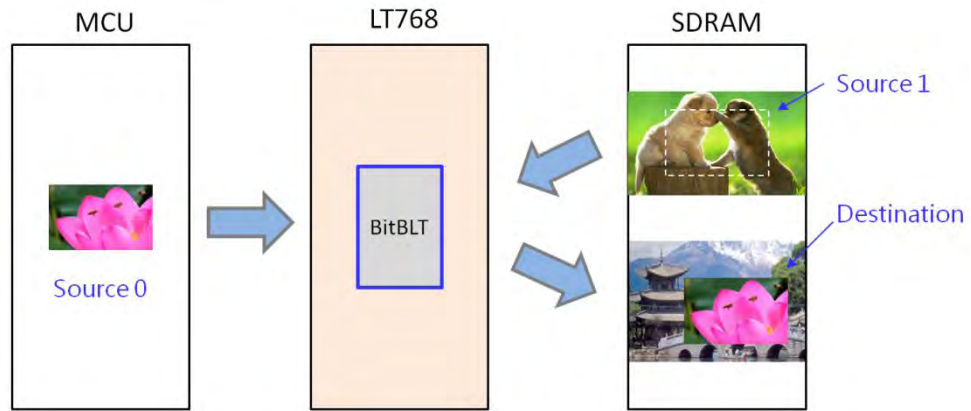 MCU
LT768
SDRAM
Source 1
BitBLT
Destination
Source 0